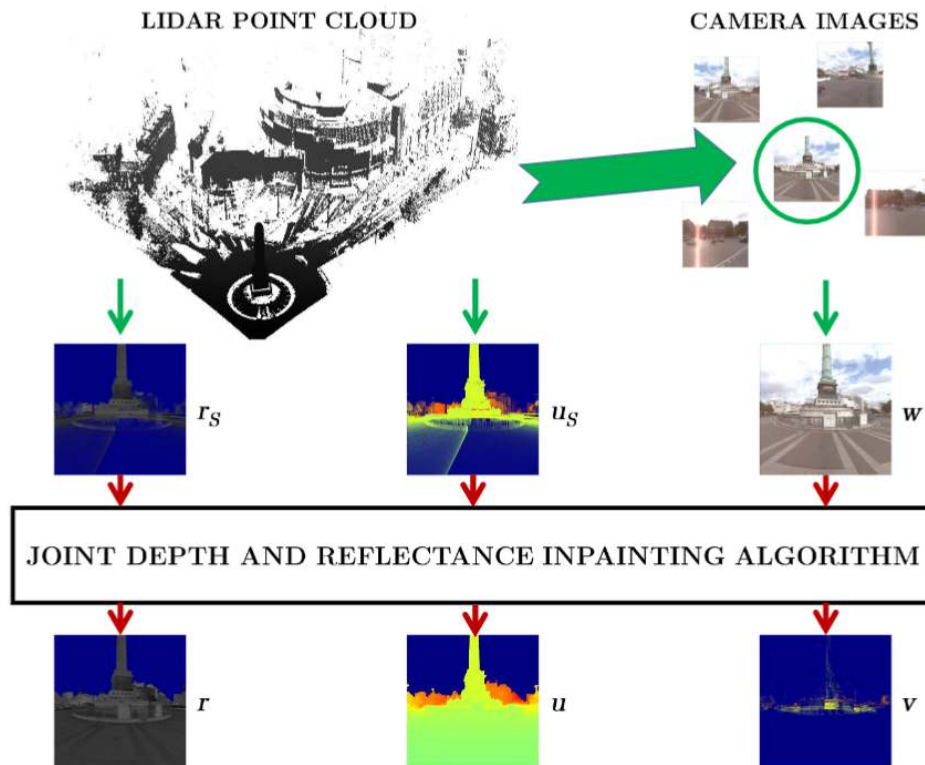 LIDAR POINT CLOUD
CAMERA IMAGES
r_S
u_S
w
JOINT DEPTH AND REFLECTANCE INPAINTING ALGORITHM
r
u
v